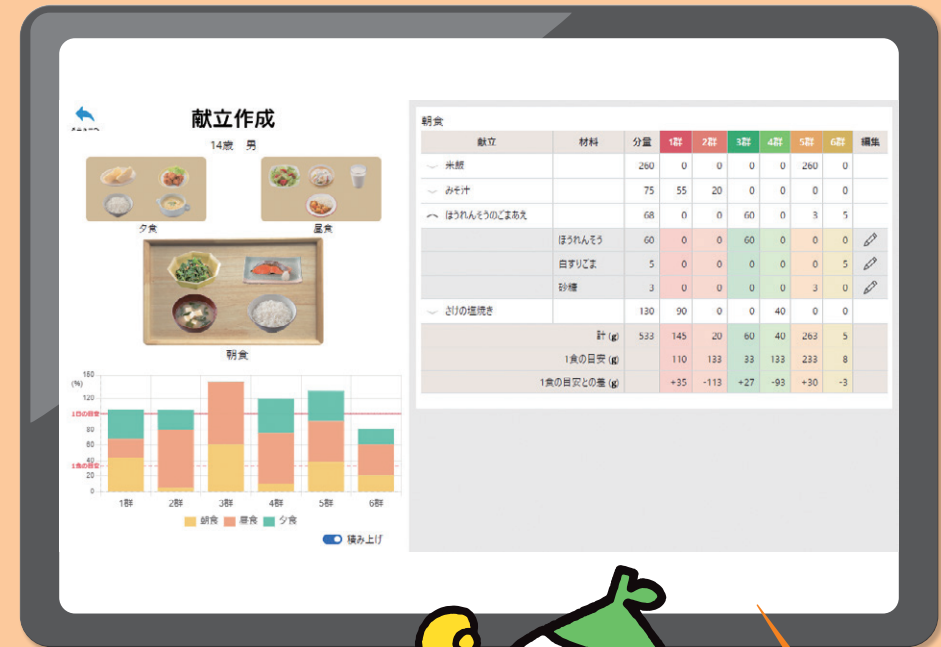 献立作成
14歳 男
夕食
昼食
朝食
(%)
150
120
1日の目安
80
60
40
1食の目安
20
0
1群 2群 3群 4群 5群 6群
朝食 昼食 夕食
積み上げ
朝食
献立 材料 分量 1群 2群 3群 4群 5群 6群 編集
米飯 260 0 0 0 0 260 0
みそ汁 75 55 20 0 0 0 0
ほうれんそうのごまあえ 68 0 0 60 0 3 5
ほうれんそう 60 0 0 60 0 0 0
白すりごま 5 0 0 0 0 0 5
砂糖 3 0 0 0 0 3 0
さけの塩焼き 130 90 0 0 40 0 0
計(g) 533 145 20 60 40 263 5
1食の目安(g) 110 133 33 133 233 8
1食の目安との差(g) +35 -113 +27 -93 +30 -3